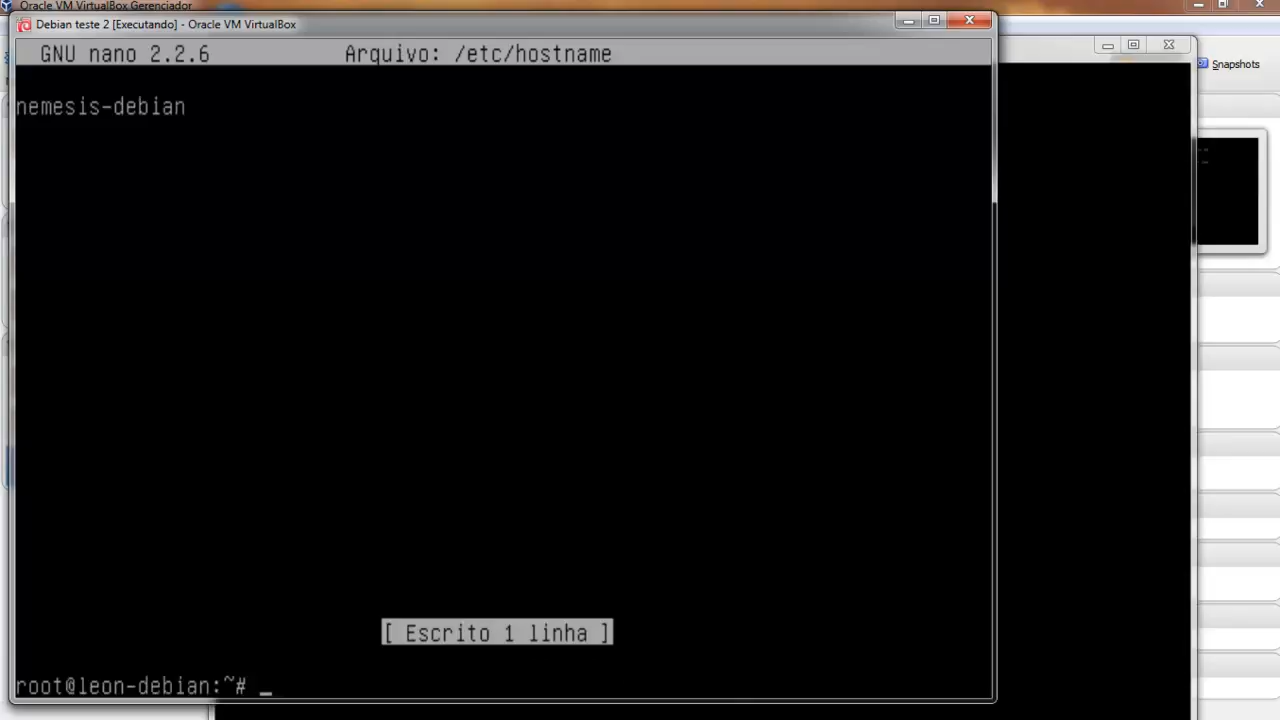 Oracle VM VirtualBox Gerenciador
Debian teste 2 [Executando] - Oracle VM VirtualBox
GNU nano 2.2.6 Arquivo: /etc/hostname
Snapshots
nemesis-debian
[ Escrito 1 linha ]
root@leon-debian:~# _